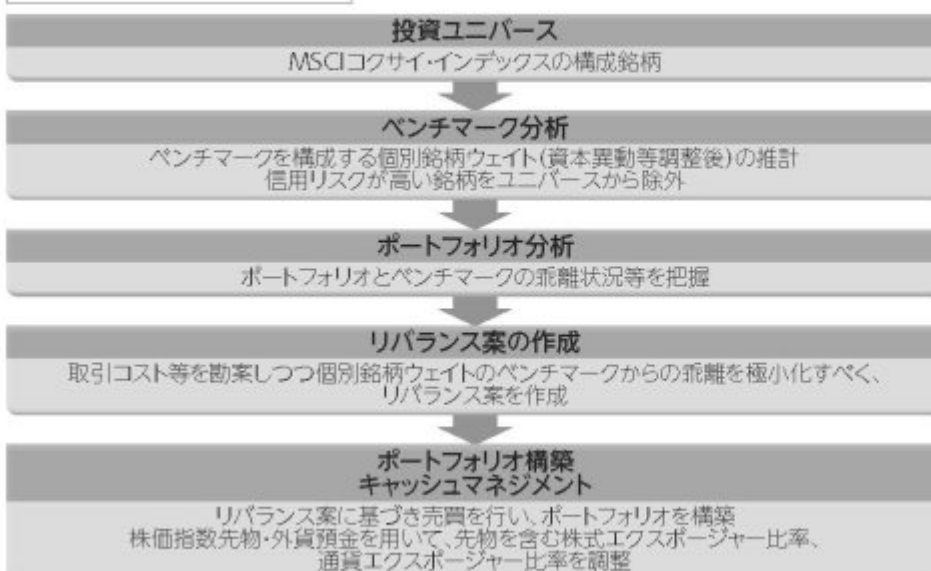 投資ユニバース
MSCIコクサイ・インデックスの構成銘柄
ベンチマーク分析
ベンチマークを構成する個別銘柄ウェイト(資本異動等調整後)の推計
信用リスクが高い銘柄をユニバースから除外
ポートフォリオ分析
ポートフォリオとベンチマークの乖離状況等を把握
リバランス案の作成
取引コスト等を勘案しつつ個別銘柄ウェイトのベンチマークからの乖離を極小化すべく、
リバランス案を作成
ポートフォリオ構築
キャッシュマネジメント
リバランス案に基づき売買を行い、ポートフォリオを構築
株価指数先物・外貨預金を用いて、先物を含む株式エクスポージャー比率、
通貨エクスポージャー比率を調整